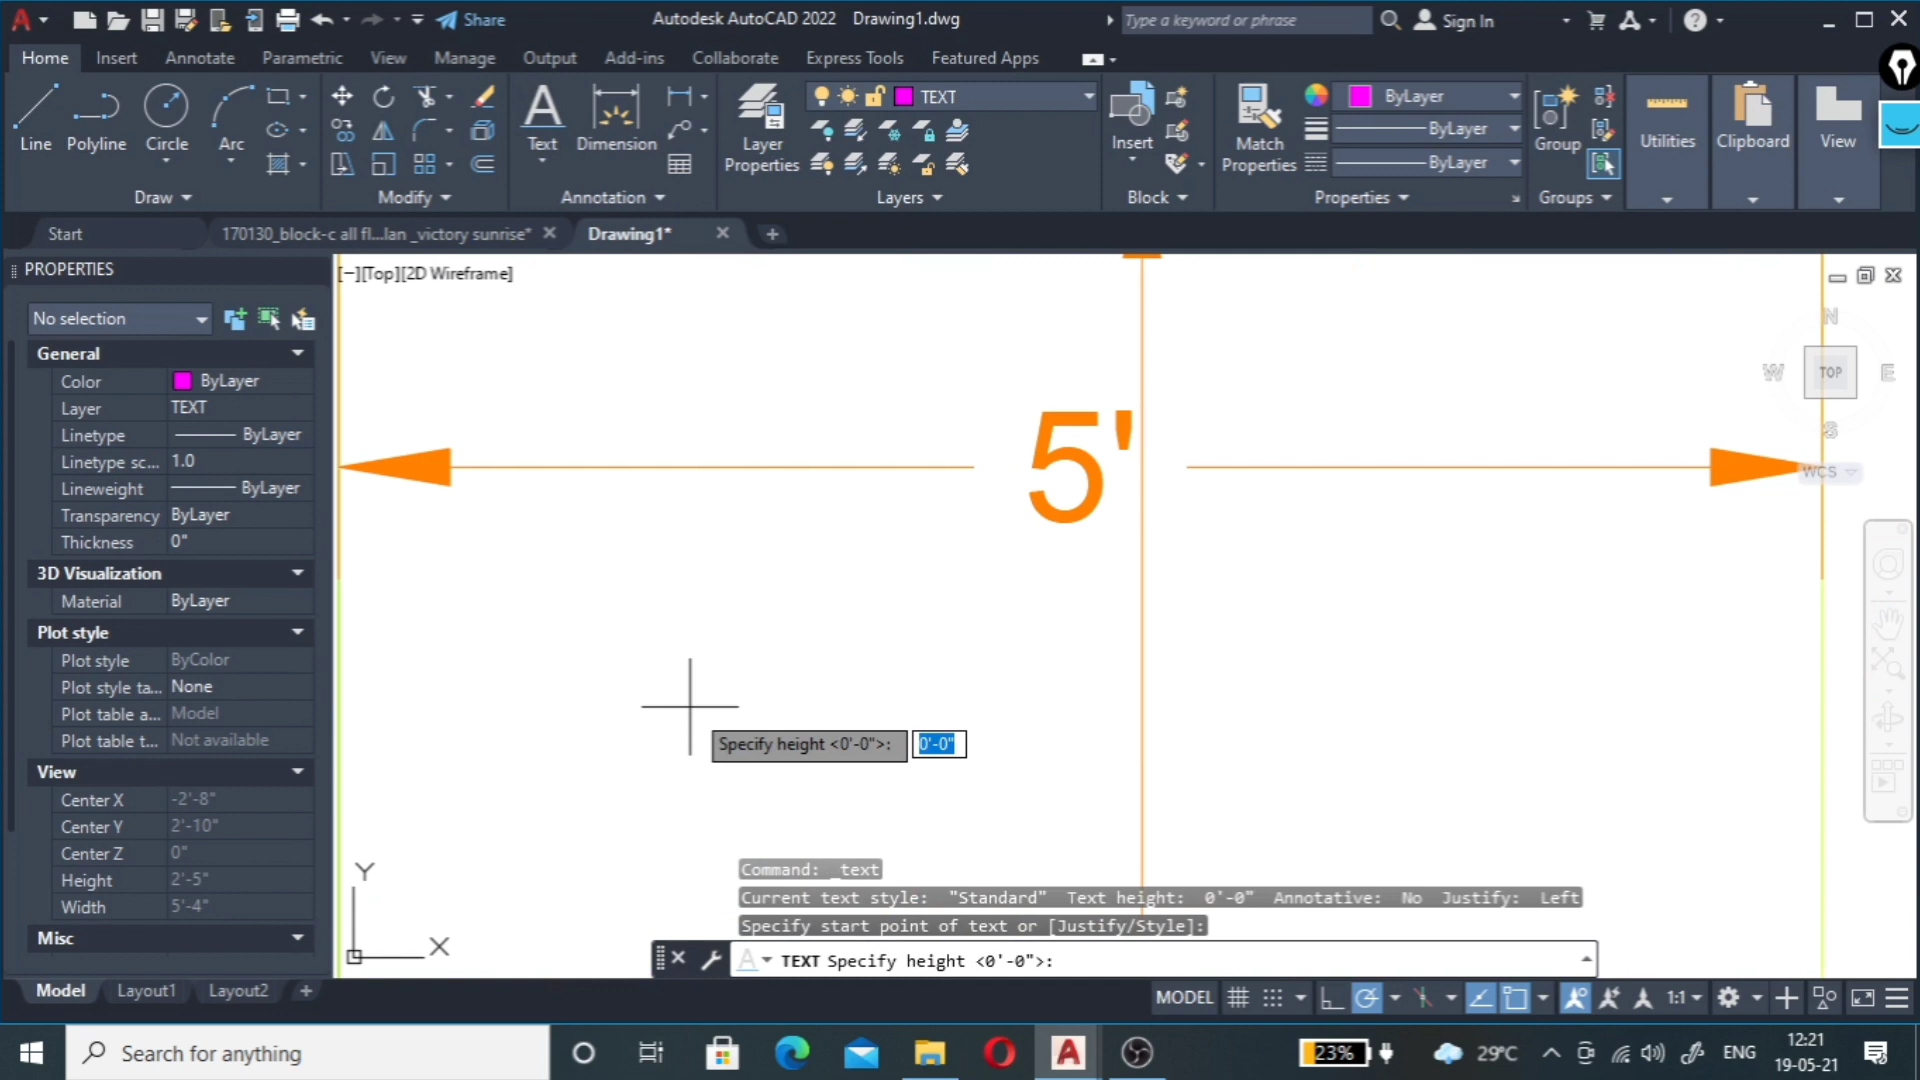 Share
Autodesk AutoCAD 2022 Drawing1.dwg
Type a keyword or phrase
Sign In
Home Insert Annotate Parametric View Manage Output Add-ins Collaborate Express Tools Featured Apps
TEXT
ByLayer
ByLayer
ByLayer
Line Polyline Circle Arc
Text Dimension
Layer Properties
Insert
Match Properties
Group
Utilities Clipboard View
Draw Modify Annotation Layers Block Properties Groups
Start 170130_block-c all fl...lan _victory sunrise* Drawing1*
PROPERTIES
[−][Top][2D Wireframe]
No selection
General
Color ByLayer
Layer TEXT
Linetype ByLayer
Linetype sc... 1.0
Lineweight ByLayer
Transparency ByLayer
Thickness 0"
3D Visualization
Material ByLayer
Plot style
Plot style ByColor
Plot style ta... None
Plot table a... Model
Plot table t... Not available
View
Center X -2'-8"
Center Y 2'-10"
Center Z 0"
Height 2'-5"
Width 5'-4"
Misc
N
W TOP E
S
WCS
5'
Specify height <0'-0">: 0'-0"
Y
X
Command: _text
Current text style: "Standard" Text height: 0'-0" Annotative: No Justify: Left
Specify start point of text or [Justify/Style]:
TEXT Specify height <0'-0">:
Model Layout1 Layout2
MODEL 1:1
Search for anything
23% 29°C ENG
12:21
19-05-21